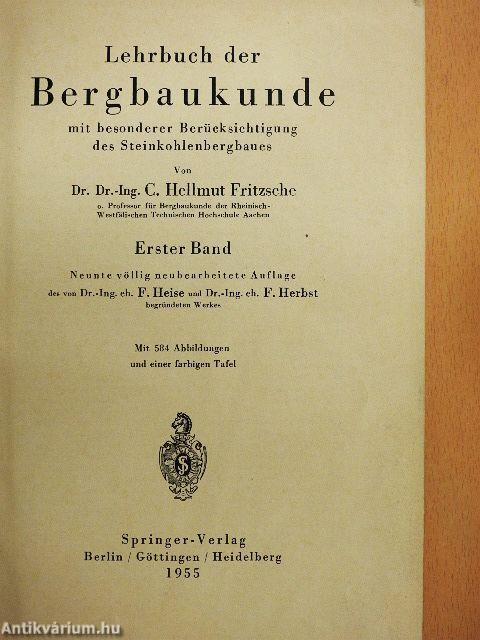 Lehrbuch der
Bergbaukunde
mit besonderer Berücksichtigung
des Steinkohlenbergbaues
Von
Dr. Dr.-Ing. C. Hellmut Fritzsche
o. Professor für Bergbaukunde der Rheinisch-
Westfälischen Technischen Hochschule Aachen
Erster Band
Neunte völlig neubearbeitete Auflage
des von Dr.-Ing. eh. F. Heise und Dr.-Ing. eh. F. Herbst
begründeten Werkes
Mit 584 Abbildungen
und einer farbigen Tafel
Springer-Verlag
Berlin / Göttingen / Heidelberg
1955
Antikvárium.hu